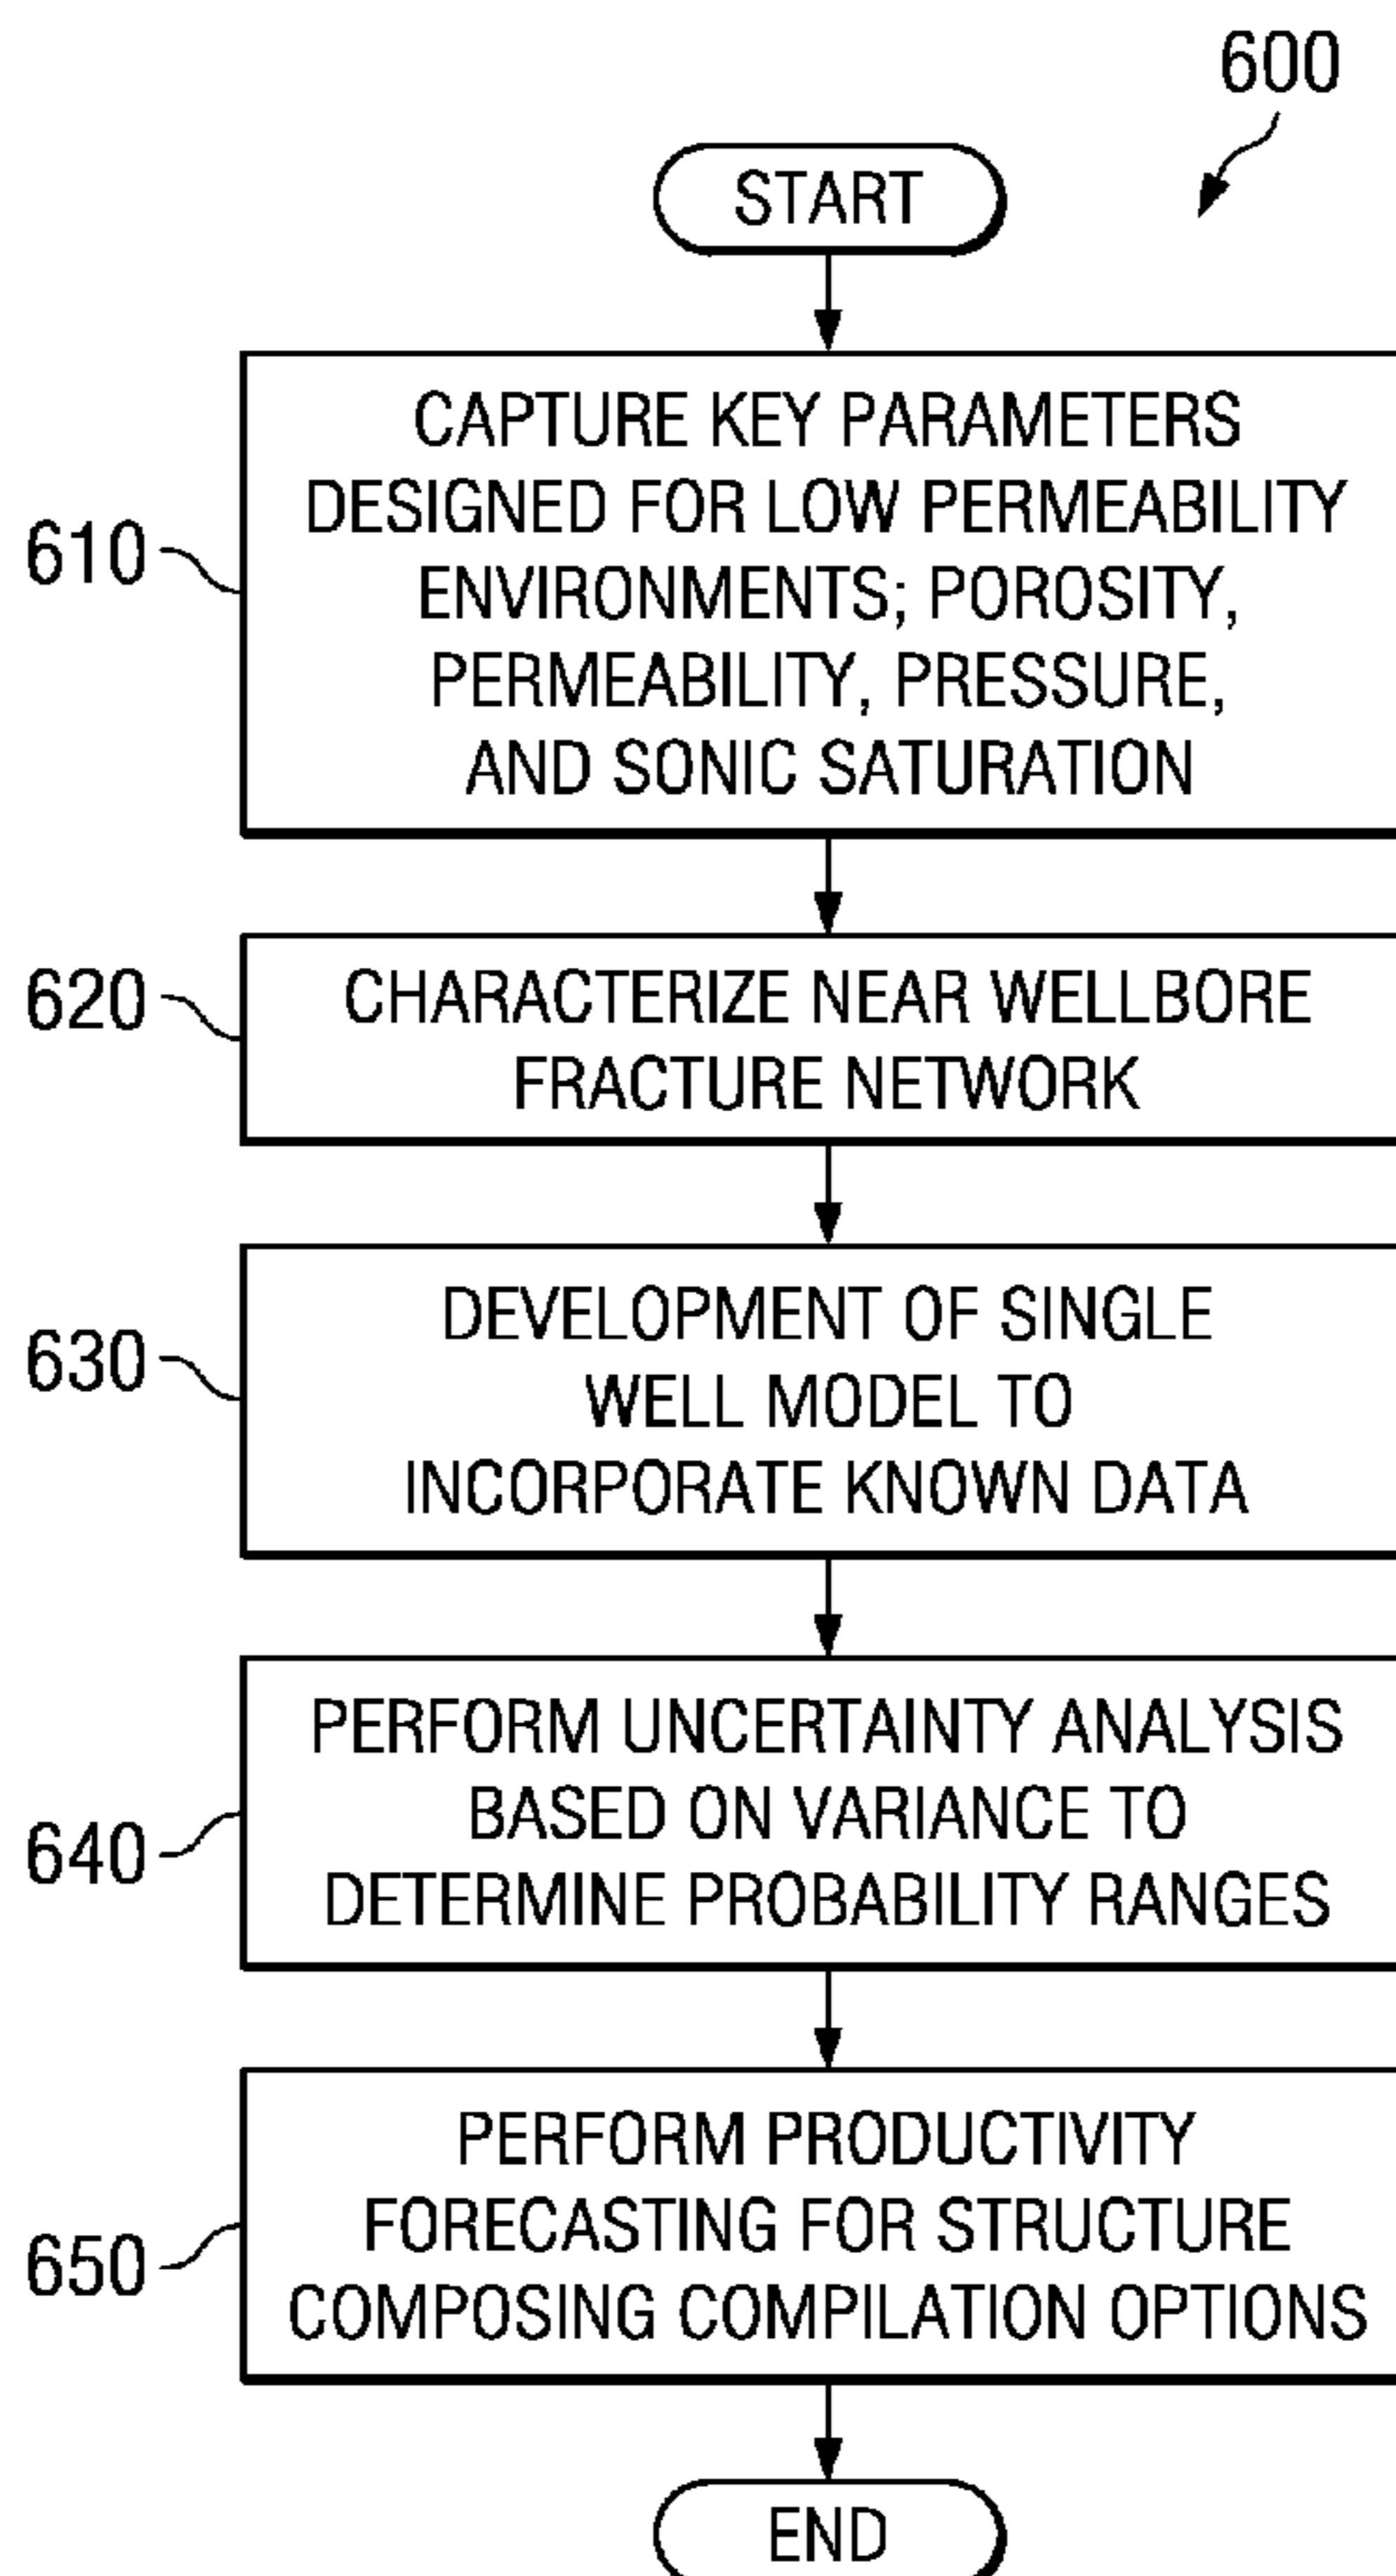 600
START
610
CAPTURE KEY PARAMETERS
DESIGNED FOR LOW PERMEABILITY
ENVIRONMENTS; POROSITY,
PERMEABILITY, PRESSURE,
AND SONIC SATURATION
620
CHARACTERIZE NEAR WELLBORE
FRACTURE NETWORK
630
DEVELOPMENT OF SINGLE
WELL MODEL TO
INCORPORATE KNOWN DATA
640
PERFORM UNCERTAINTY ANALYSIS
BASED ON VARIANCE TO
DETERMINE PROBABILITY RANGES
650
PERFORM PRODUCTIVITY
FORECASTING FOR STRUCTURE
COMPOSING COMPILATION OPTIONS
END